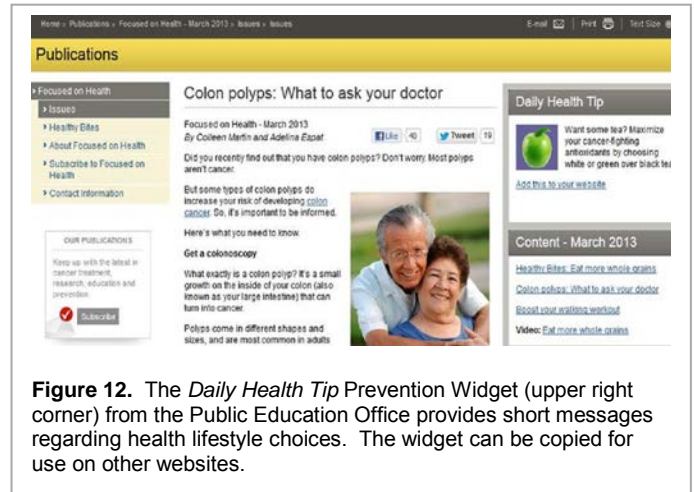 Home » Publications » Focused on Health - March 2013 » Issues » Issues
E-mail | Print | Text Size
Publications
Focused on Health
Issues
Healthy Bites
About Focused on Health
Subscribe to Focused on
Health
Contact Information
OUR PUBLICATIONS
Keep up with the latest in
cancer treatment,
research, education and
prevention.
Subscribe
Colon polyps: What to ask your doctor
Focused on Health - March 2013
By Colleen Martin and Adelina Espat
Like 40
Tweet 19
Did you recently find out that you have colon polyps? Don't worry. Most polyps
aren't cancer.
But some types of colon polyps do
increase your risk of developing colon
cancer. So, it's important to be informed.
Here's what you need to know.
Get a colonoscopy
What exactly is a colon polyp? It's a small
growth on the inside of your colon (also
known as your large intestine) that can
turn into cancer.
Polyps come in different shapes and
sizes, and are most common in adults
Daily Health Tip
Want some tea? Maximize
your cancer-fighting
antioxidants by choosing
white or green over black tea
Add this to your website
Content - March 2013
Healthy Bites: Eat more whole grains
Colon polyps: What to ask your doctor
Boost your walking workout
Video: Eat more whole grains
Figure 12. The Daily Health Tip Prevention Widget (upper right
corner) from the Public Education Office provides short messages
regarding health lifestyle choices. The widget can be copied for
use on other websites.